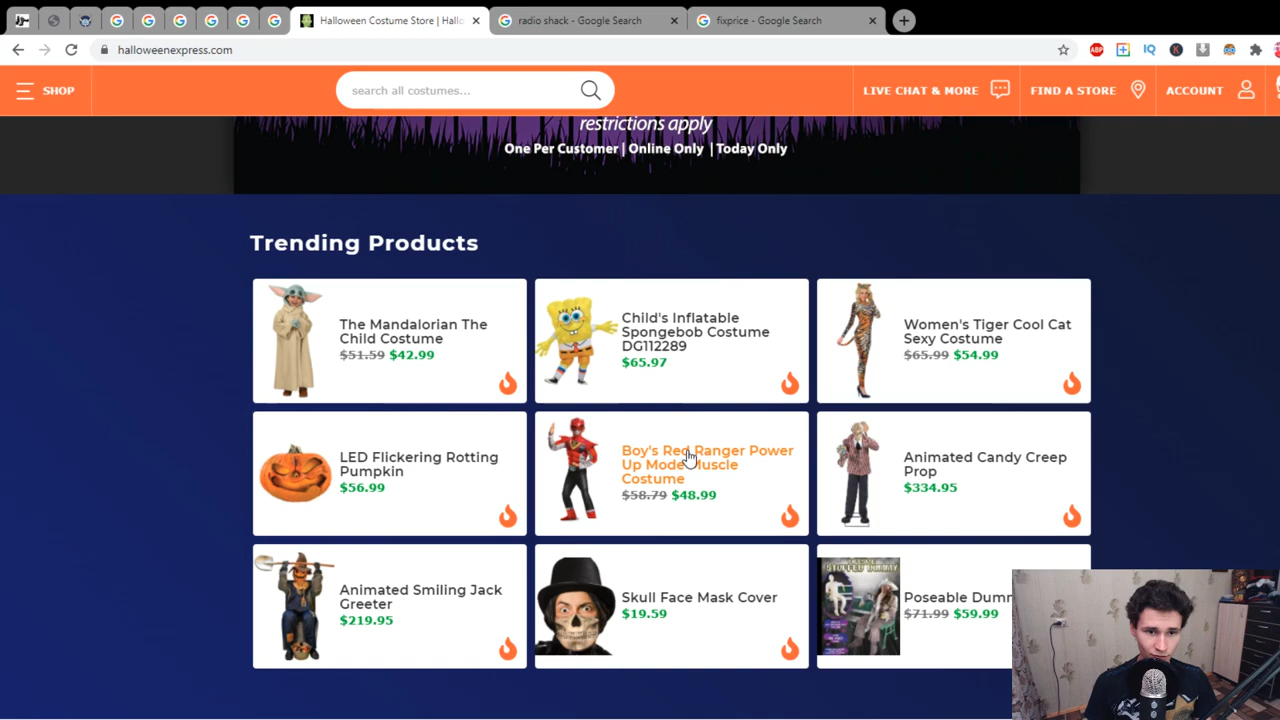 Halloween Costume Store | Hallo
radio shack - Google Search
fixprice - Google Search
halloweenexpress.com
ABP
IQ
SHOP
search all costumes...
LIVE CHAT & MORE
FIND A STORE
ACCOUNT
restrictions apply
One Per Customer | Online Only | Today Only
Trending Products
The Mandalorian The
Child Costume
$51.59 $42.99
Child's Inflatable
Spongebob Costume
DG112289
$65.97
Women's Tiger Cool Cat
Sexy Costume
$65.99 $54.99
LED Flickering Rotting
Pumpkin
$56.99
Boy's Red Ranger Power
Up Mode Muscle
Costume
$58.79 $48.99
Animated Candy Creep
Prop
$334.95
Animated Smiling Jack
Greeter
$219.95
Skull Face Mask Cover
$19.59
Poseable Dum
$71.99 $59.99